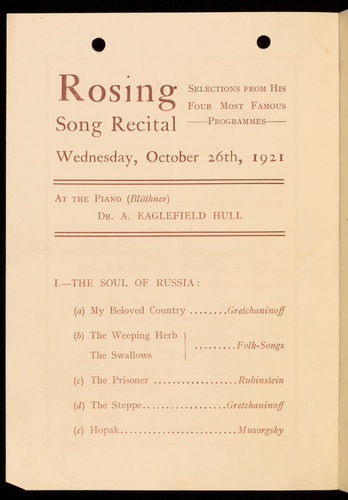 Rosing
Song Recital
Selections from His
Four Most Famous
—Programmes—
Wednesday, October 26th, 1921
At the Piano (Blüthner)
Dr. A. EAGLEFIELD HULL
I.—THE SOUL OF RUSSIA:
(a) My Beloved Country ........Gretchaninoff
(b) The Weeping Herb
The Swallows } .........Folk-Songs
(c) The Prisoner .................Rubinstein
(d) The Steppe.................Gretchaninoff
(e) Hopak........................Musorgsky